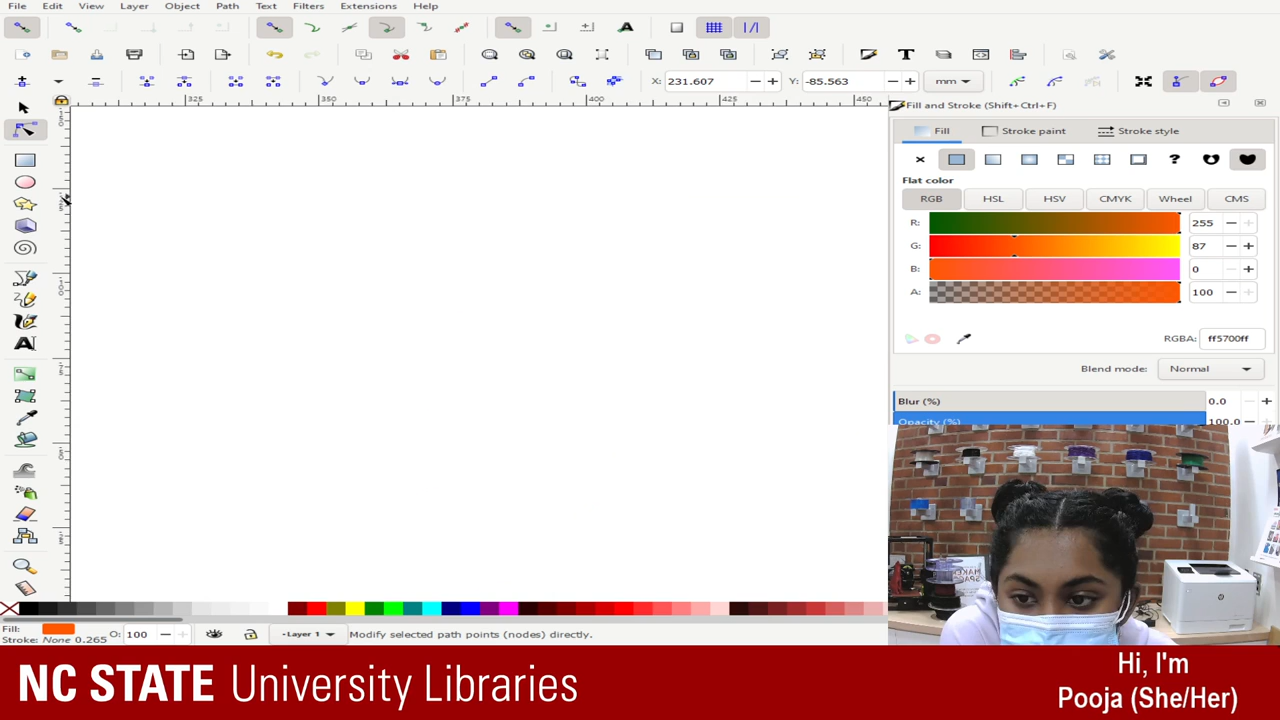 File Edit View Layer Object Path Text Filters Extensions Help
X: 231.607 Y: -85.563 mm
325 350 375 400 425 450
Fill and Stroke (Shift+Ctrl+F)
Fill Stroke paint Stroke style
Flat color
RGB HSL HSV CMYK Wheel CMS
R: 255
G: 87
B: 0
A: 100
RGBA: ff5700ff
Blend mode: Normal
Blur (%) 0.0
Opacity (%) 100.0
Fill:
Stroke: None 0.265 O: 100 Layer 1 Modify selected path points (nodes) directly.
NC STATE University Libraries
Hi, I'm
Pooja (She/Her)